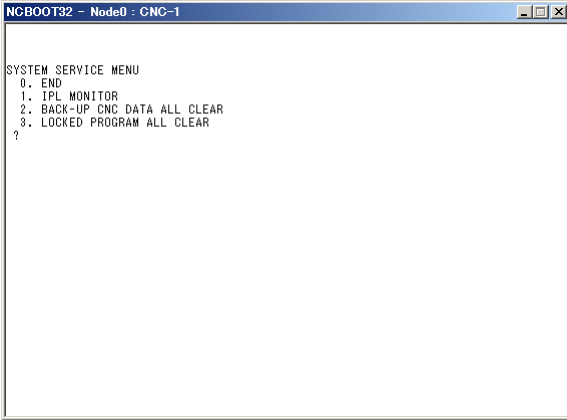 NCBOOT32 - Node0 : CNC-1
SYSTEM SERVICE MENU
0. END
1. IPL MONITOR
2. BACK-UP CNC DATA ALL CLEAR
3. LOCKED PROGRAM ALL CLEAR
?